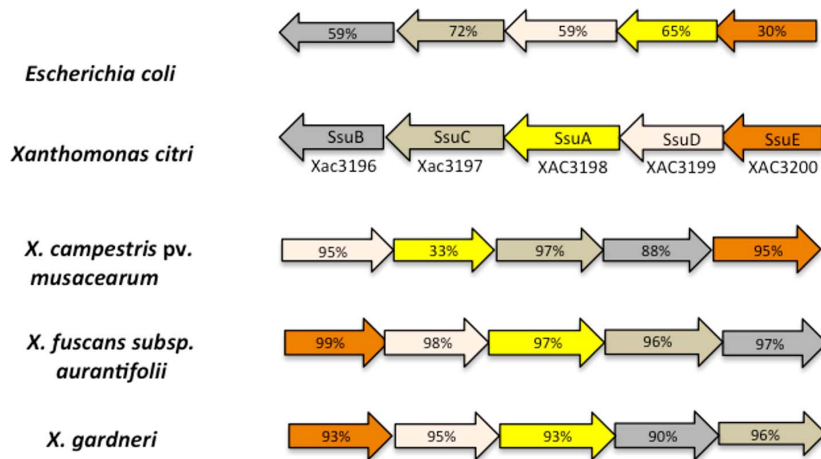 59% 72% 59% 65% 30%
Escherichia coli
SsuB SsuC SsuA SsuD SsuE
Xanthomonas citri
Xac3196 Xac3197 XAC3198 XAC3199 XAC3200
X. campestris pv.
95% 33% 97% 88% 95%
musacearum
X. fuscans subsp.
99% 98% 97% 96% 97%
aurantifolii
X. gardneri
93% 95% 93% 90% 96%